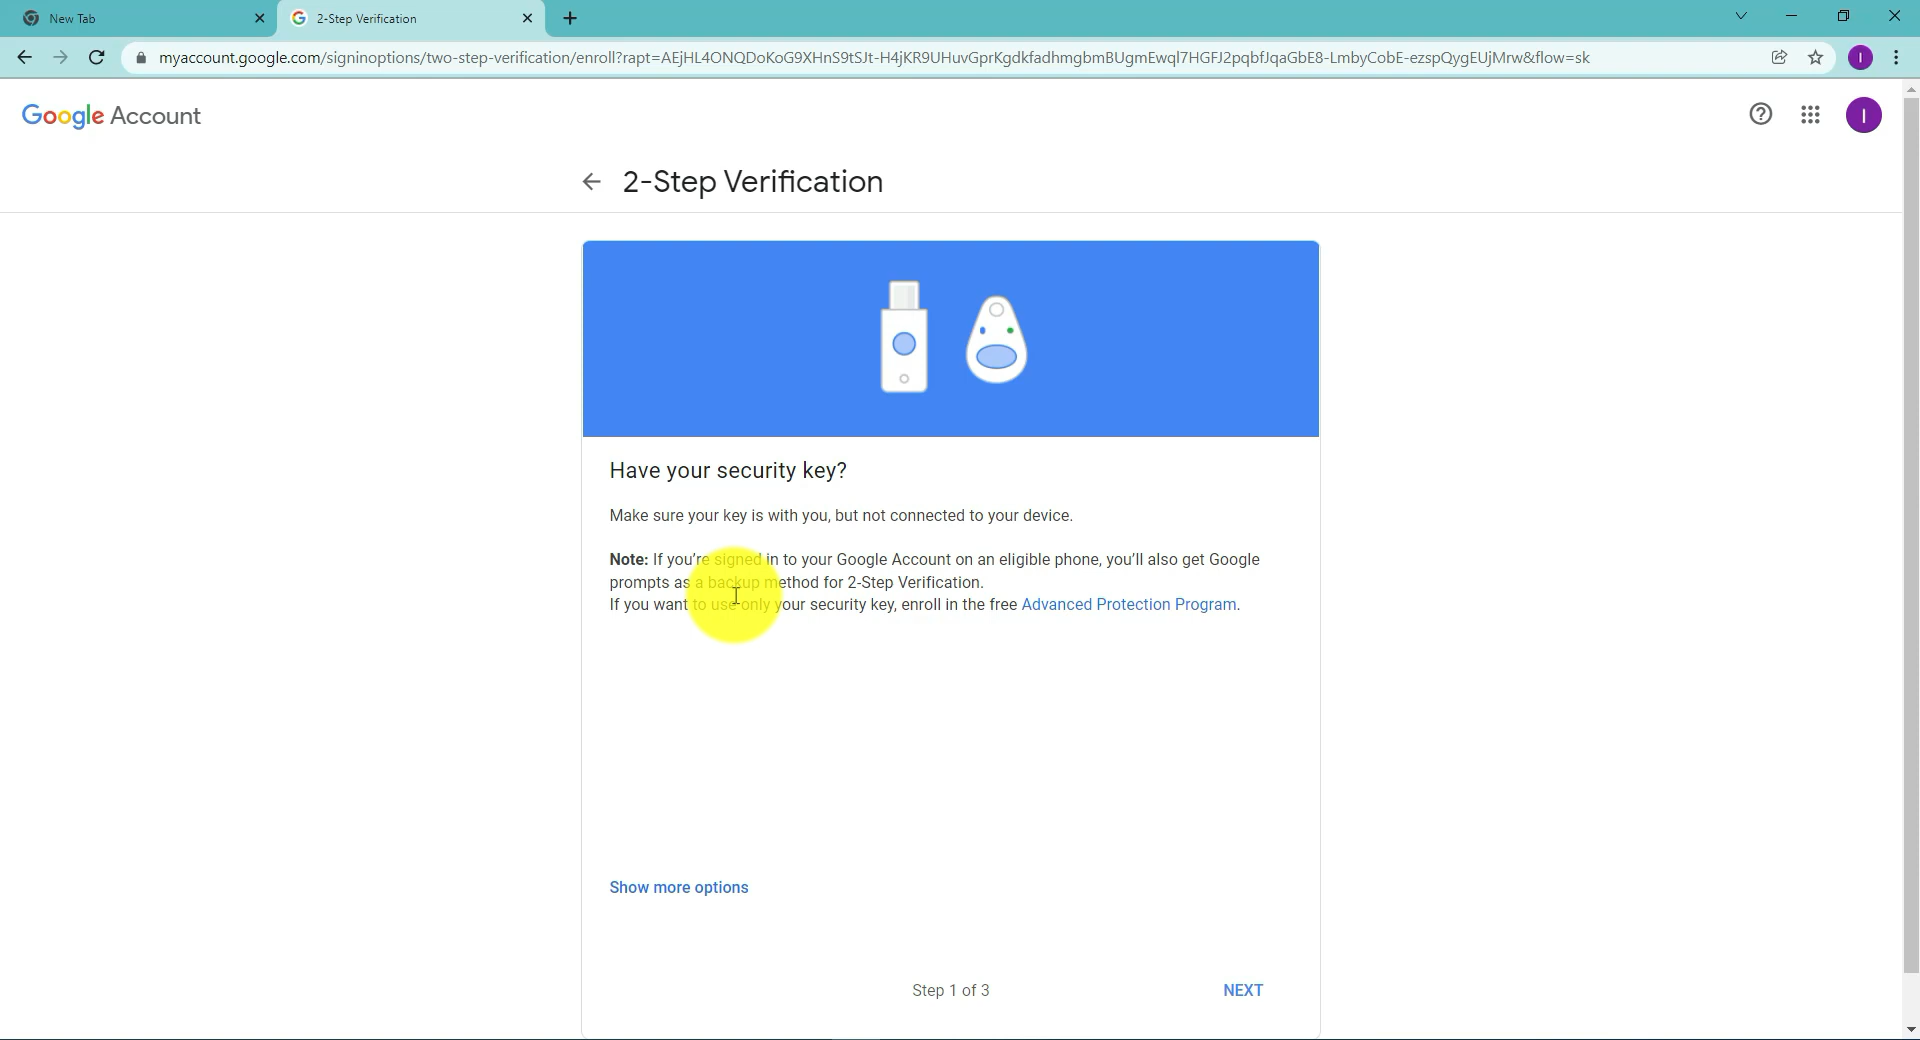 New Tab
2-Step Verification
myaccount.google.com/signinoptions/two-step-verification/enroll?rapt=AEjHL4ONQDoKoG9XHnS9tSJt-H4jKR9UHuvGprKgdkfadhmgbmBUgmEwql7HGFJ2pqbfJqaGbE8-LmbyCobE-ezspQygEUjMrw&flow=sk
I
Google Account
I
2-Step Verification
Have your security key?
Make sure your key is with you, but not connected to your device.
Note: If you're signed in to your Google Account on an eligible phone, you'll also get Google
prompts as a backup method for 2-Step Verification.
If you want to use only your security key, enroll in the free Advanced Protection Program.
Show more options
Step 1 of 3
NEXT